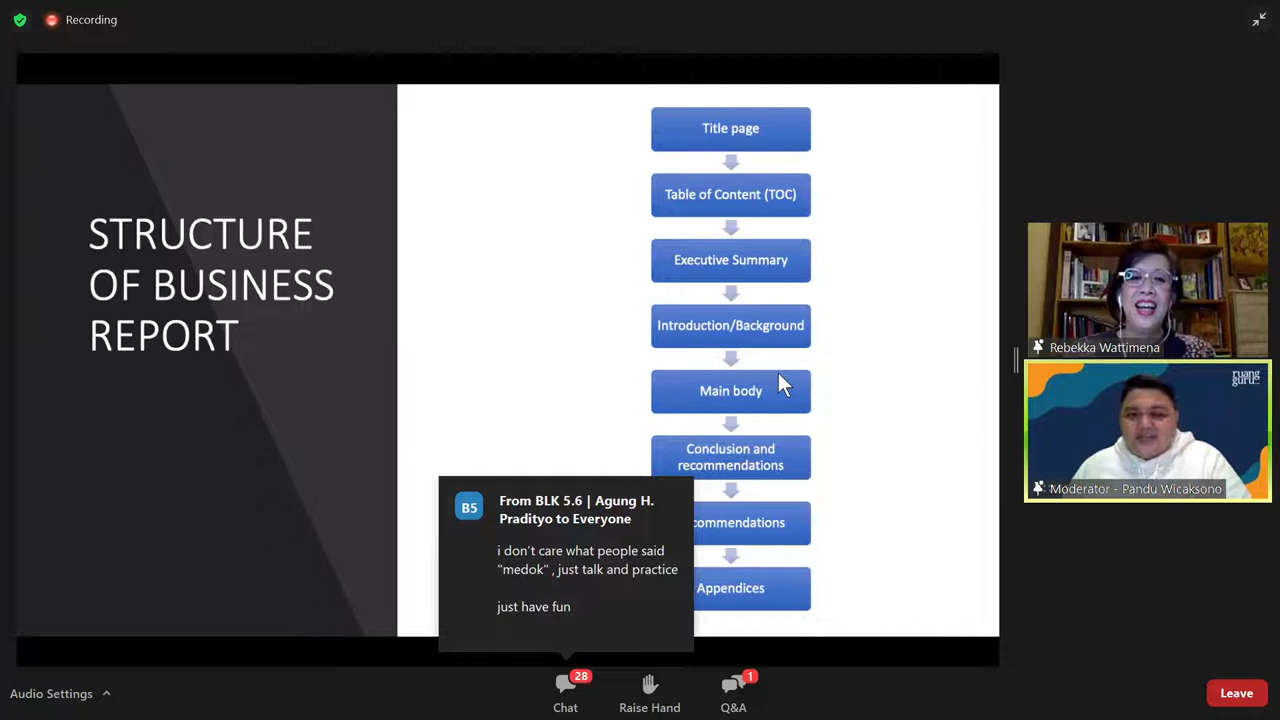 Recording
STRUCTURE
OF BUSINESS
REPORT
Title page
Table of Content (TOC)
Executive Summary
Introduction/Background
Main body
Conclusion and
recommendations
commendations
Appendices
B5
From BLK 5.6 | Agung H.
Pradityo to Everyone
i don't care what people said
"medok" , just talk and practice
just have fun
Rebekka Wattimena
ruang
guru
Moderator - Pandu Wicaksono
Audio Settings
28
Chat
Raise Hand
1
Q&A
Leave